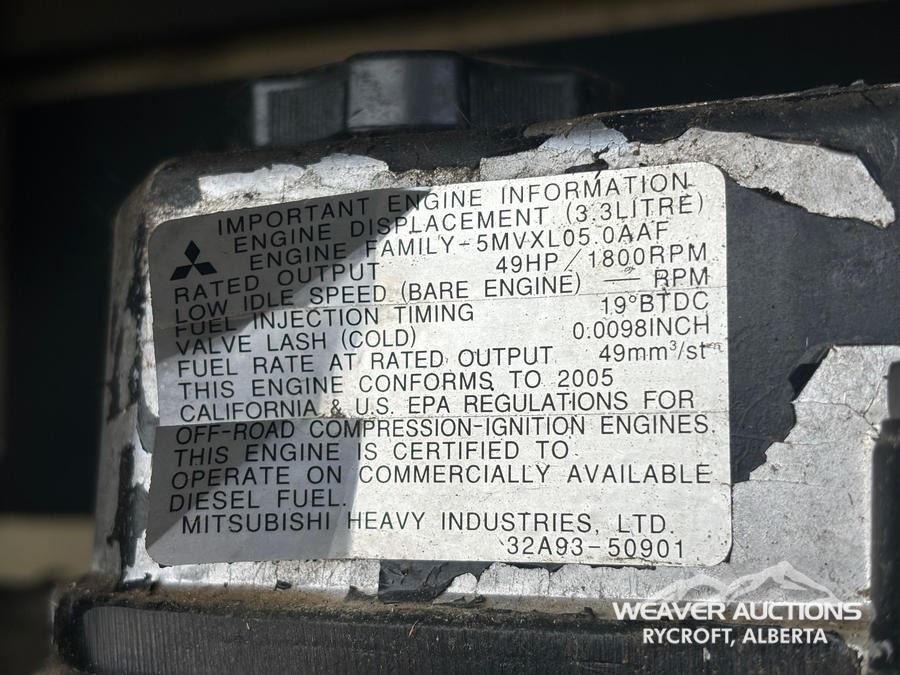 IMPORTANT ENGINE INFORMATION
ENGINE DISPLACEMENT (3.3LITRE)
ENGINE FAMILY-5MVXL05.0AAF
RATED OUTPUT 49HP/1800RPM
LOW IDLE SPEED (BARE ENGINE) — RPM
FUEL INJECTION TIMING 19°BTDC
VALVE LASH (COLD) 0.0098INCH
FUEL RATE AT RATED OUTPUT 49mm³/st
THIS ENGINE CONFORMS TO 2005
CALIFORNIA & U.S. EPA REGULATIONS FOR
OFF-ROAD COMPRESSION-IGNITION ENGINES.
THIS ENGINE IS CERTIFIED TO
OPERATE ON COMMERCIALLY AVAILABLE
DIESEL FUEL.
MITSUBISHI HEAVY INDUSTRIES, LTD.
32A93-50901
WEAVER AUCTIONS
RYCROFT, ALBERTA